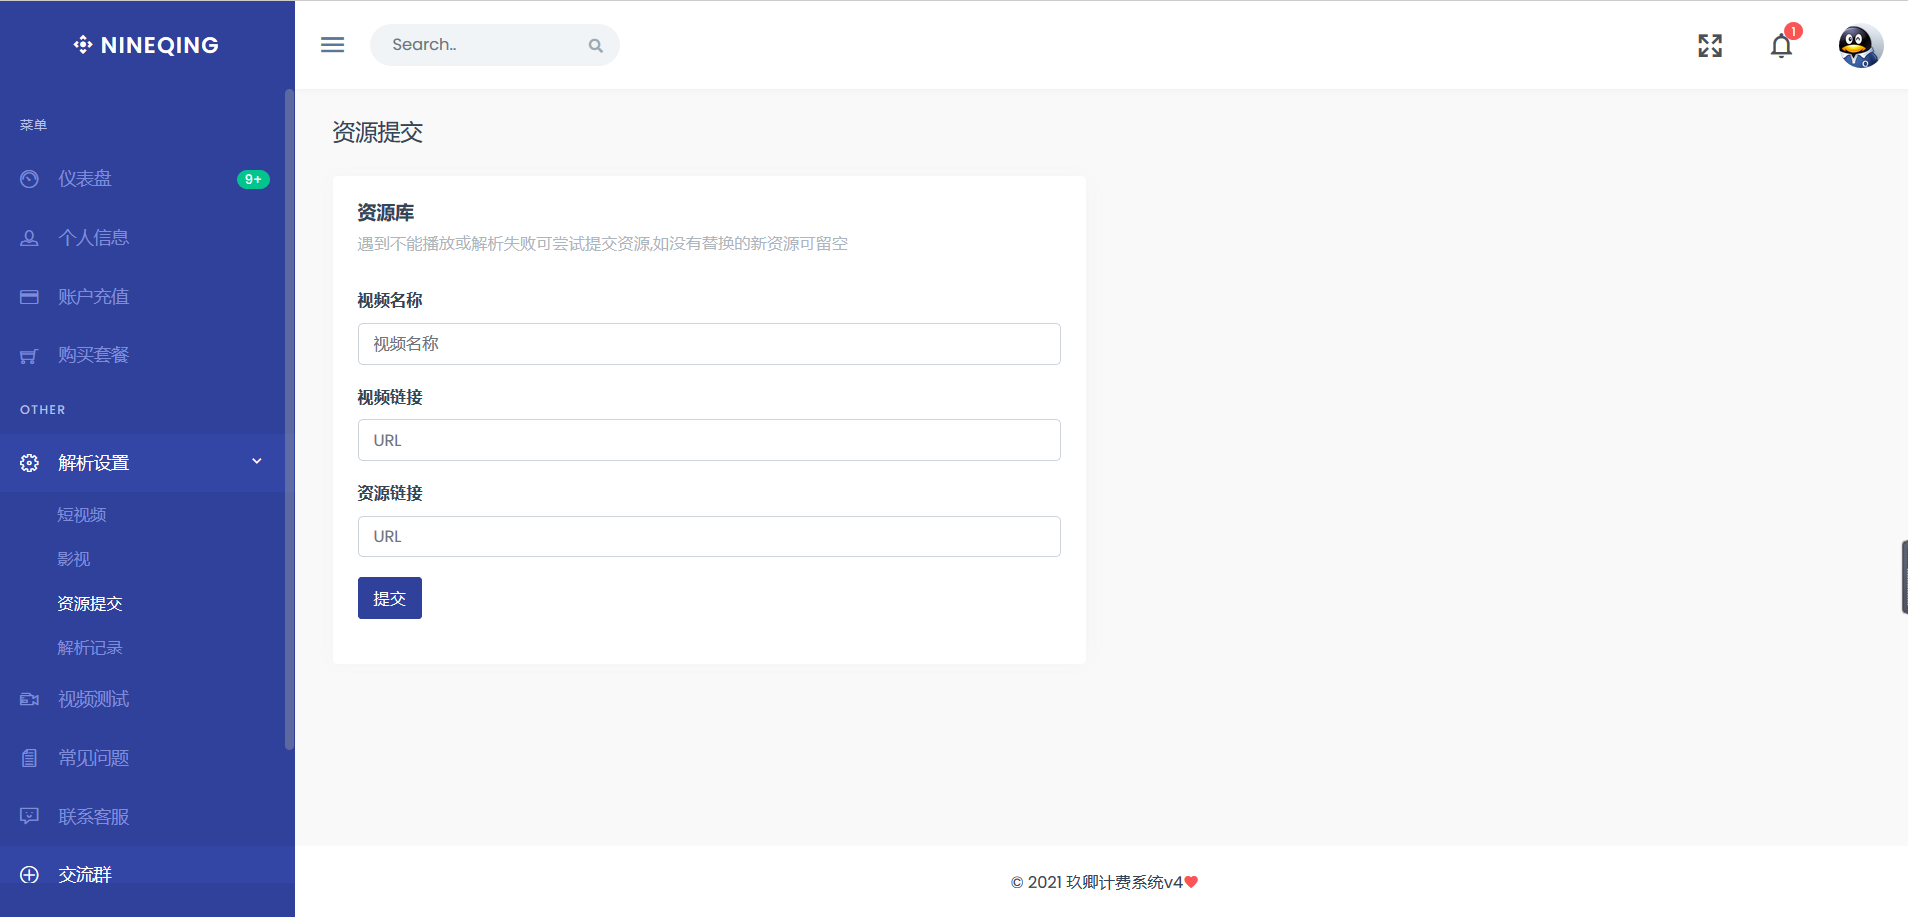 NINEQING
Search..
1
菜单
仪表盘
9+
个人信息
账户充值
购买套餐
OTHER
解析设置
短视频
影视
资源提交
解析记录
视频测试
常见问题
联系客服
交流群
资源提交
资源库
遇到不能播放或解析失败可尝试提交资源,如没有替换的新资源可留空
视频名称
视频名称
视频链接
URL
资源链接
URL
提交
© 2021 玖卿计费系统v4